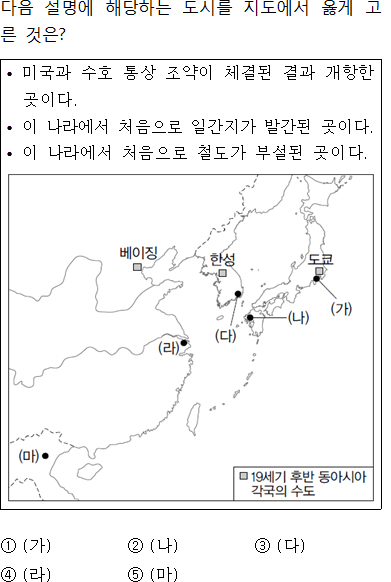 다음 설명에 해당하는 도시를 지도에서 옳게 고
른 것은?
• 미국과 수호 통상 조약이 체결된 결과 개항한
곳이다.
• 이 나라에서 처음으로 일간지가 발간된 곳이다.
• 이 나라에서 처음으로 철도가 부설된 곳이다.
베이징
한성
도쿄
(가)
(나)
(다)
(라)
(마)
19세기 후반 동아시아
각국의 수도
① (가) ② (나) ③ (다)
④ (라) ⑤ (마)